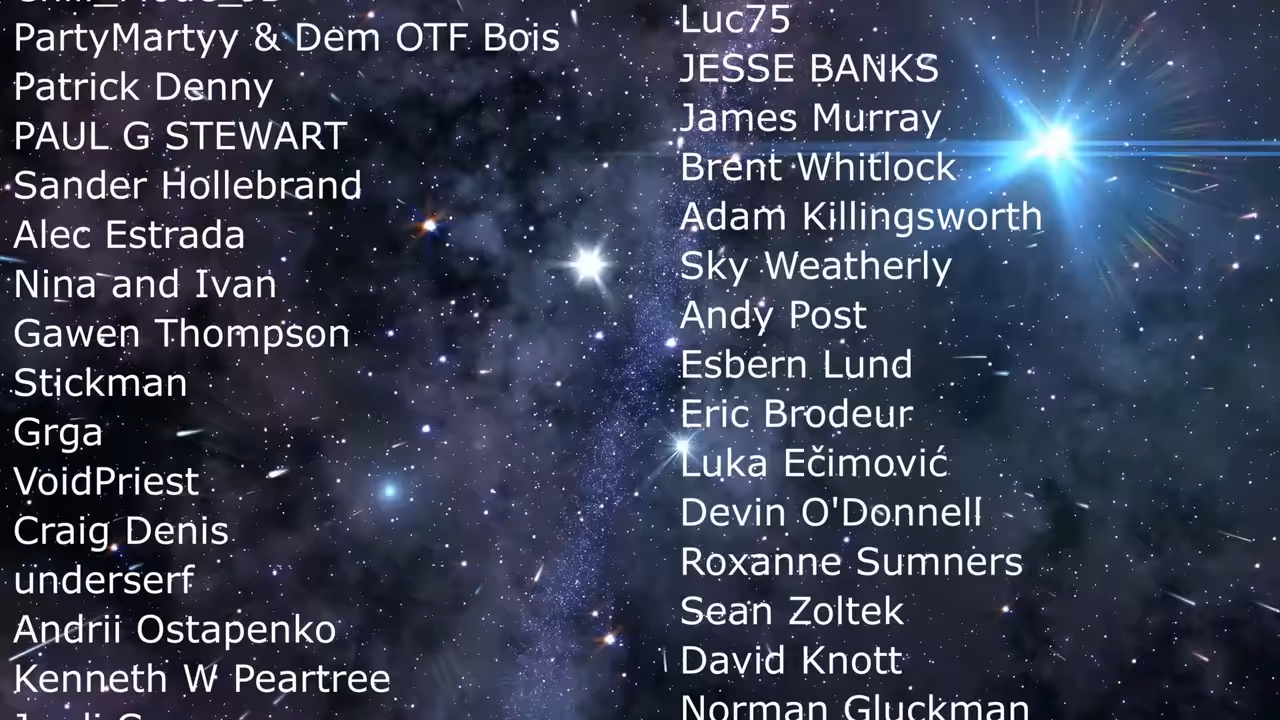 PartyMartyy & Dem OTF Bois
Patrick Denny
PAUL G STEWART
Sander Hollebrand
Alec Estrada
Nina and Ivan
Gawen Thompson
Stickman
Grga
VoidPriest
Craig Denis
underserf
Andrii Ostapenko
Kenneth W Peartree
Luc75
JESSE BANKS
James Murray
Brent Whitlock
Adam Killingsworth
Sky Weatherly
Andy Post
Esbern Lund
Eric Brodeur
Luka Ečimović
Devin O'Donnell
Roxanne Sumners
Sean Zoltek
David Knott
Norman Gluckman